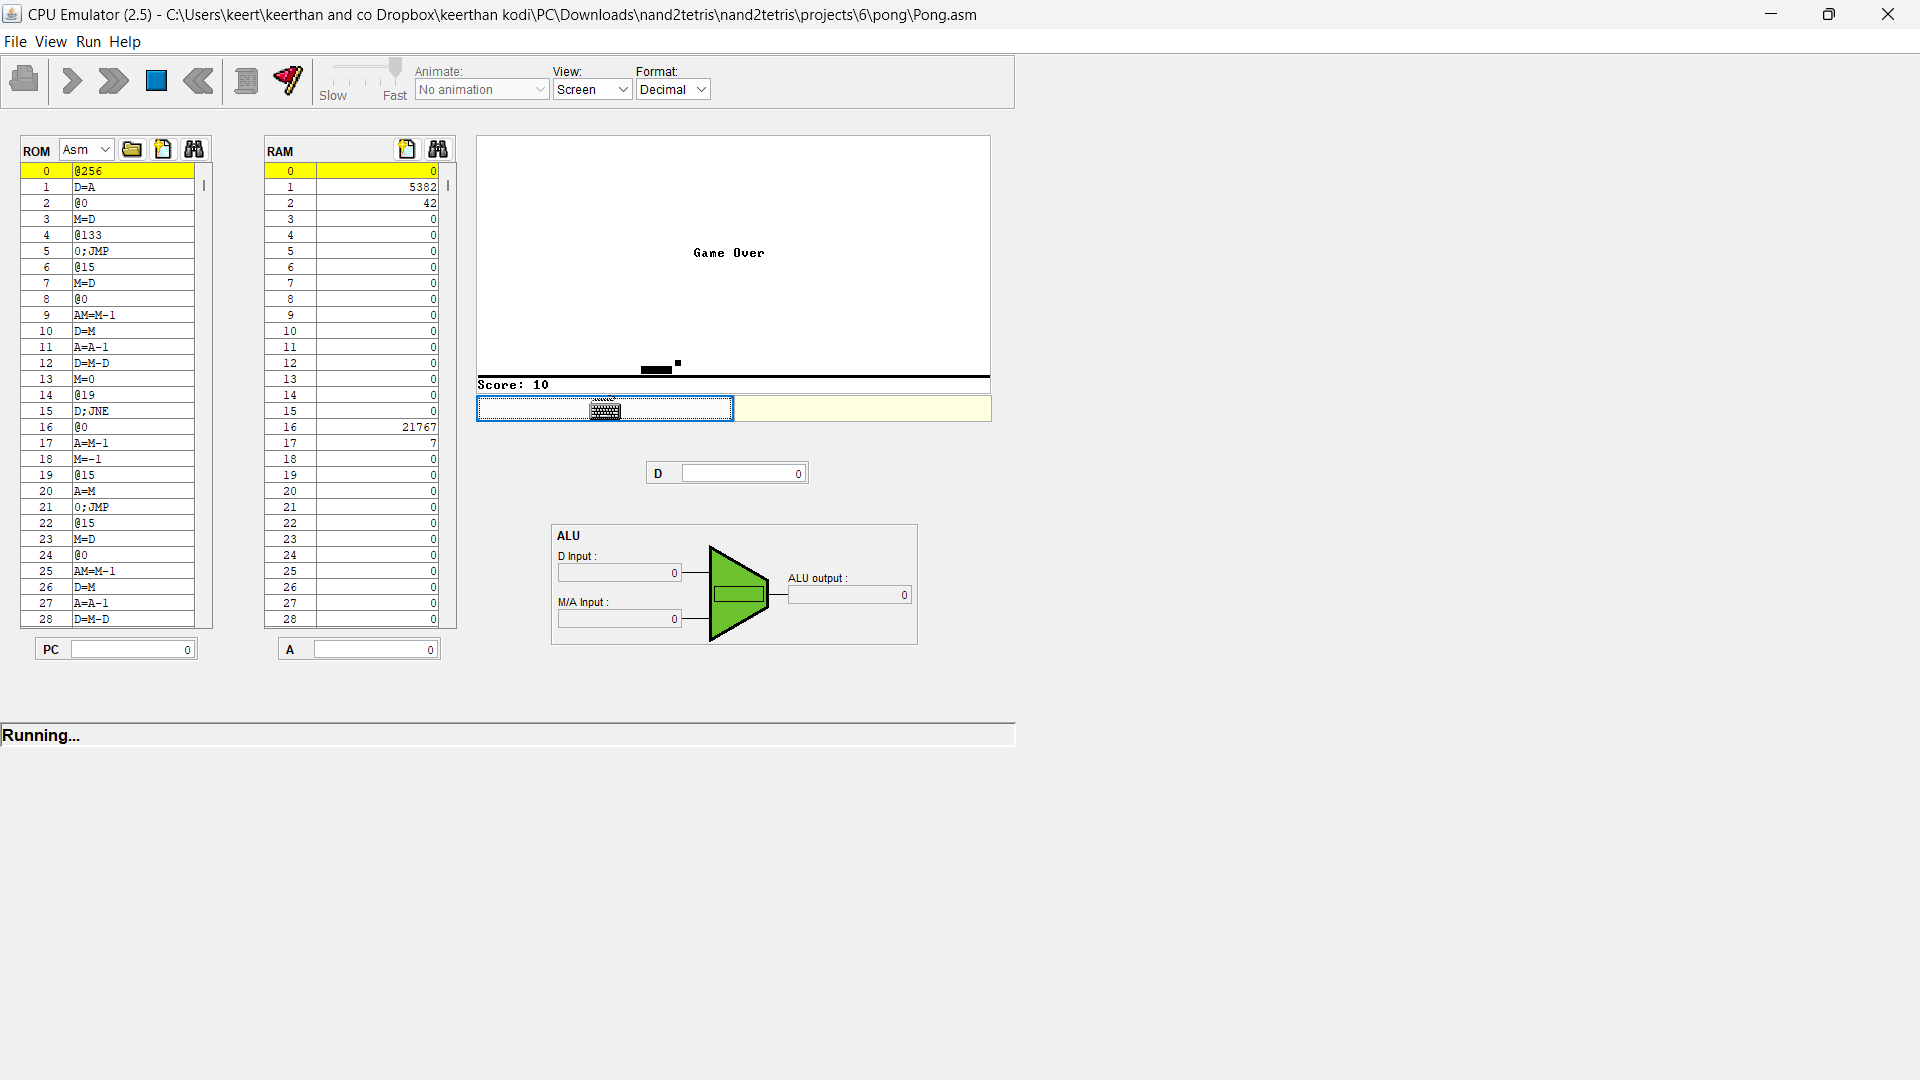 CPU Emulator (2.5) - C:\Users\keert\keerthan and co Dropbox\keerthan kodi\PC\Downloads\nand2tetris\nand2tetris\projects\6\pong\Pong.asm
File View Run Help
Slow Fast
Animate:
No animation
View:
Screen
Format:
Decimal
ROM Asm
0 @256
1 D=A
2 @0
3 M=D
4 @133
5 0;JMP
6 @15
7 M=D
8 @0
9 AM=M-1
10 D=M
11 A=A-1
12 D=M-D
13 M=0
14 @19
15 D;JNE
16 @0
17 A=M-1
18 M=-1
19 @15
20 A=M
21 0;JMP
22 @15
23 M=D
24 @0
25 AM=M-1
26 D=M
27 A=A-1
28 D=M-D
PC 0
RAM
0 0
1 5382
2 42
3 0
4 0
5 0
6 0
7 0
8 0
9 0
10 0
11 0
12 0
13 0
14 0
15 0
16 21767
17 7
18 0
19 0
20 0
21 0
22 0
23 0
24 0
25 0
26 0
27 0
28 0
A 0
Game Over
Score: 10
D 0
ALU
D Input :
0
M/A Input :
0
ALU output :
0
Running...